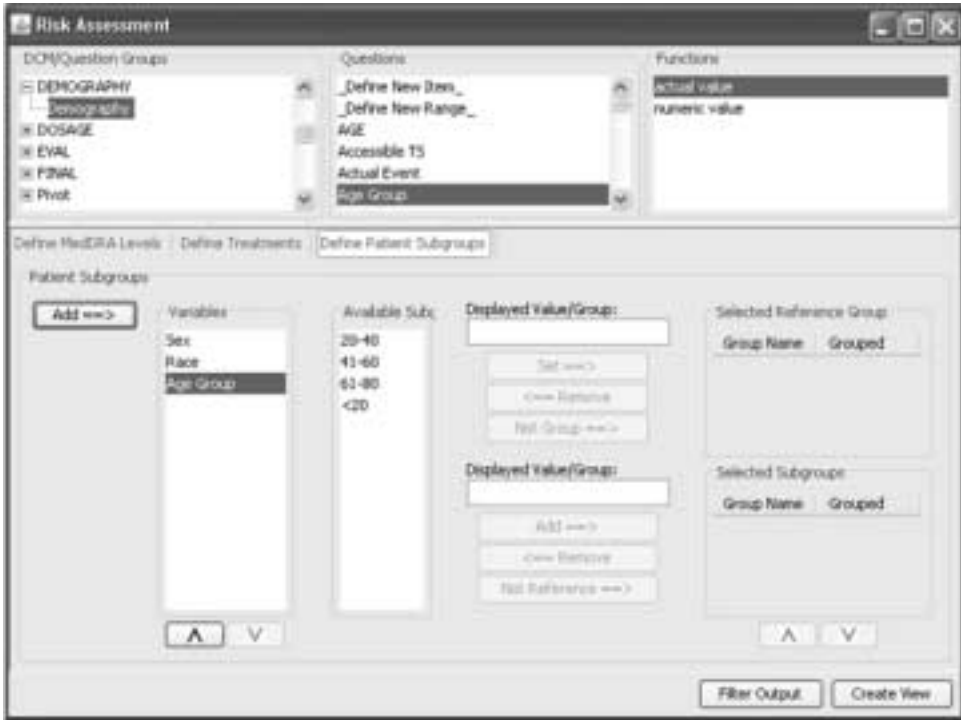 Risk Assessment
DCM/Question Groups
DEMOGRAPHY
Demography
DOSAGE
EVAL
FINAL
Pivot
Questions
_Define New Item_
_Define New Range_
AGE
Accessible TS
Actual Event
Age Group
Functions
actual value
numeric value
Define MedDRA Levels
Define Treatments
Define Patient Subgroups
Patient Subgroups
Add ==>
Variables
Sex
Race
Age Group
Available Sub
20-40
41-60
61-80
<20
Displayed Value/Group:
Set ==>
<== Remove
Not Group ==>
Displayed Value/Group:
Add ==>
<== Remove
Not Reference ==>
Selected Reference Group
Group Name Grouped
Selected Subgroups
Group Name Grouped
Filter Output
Create View